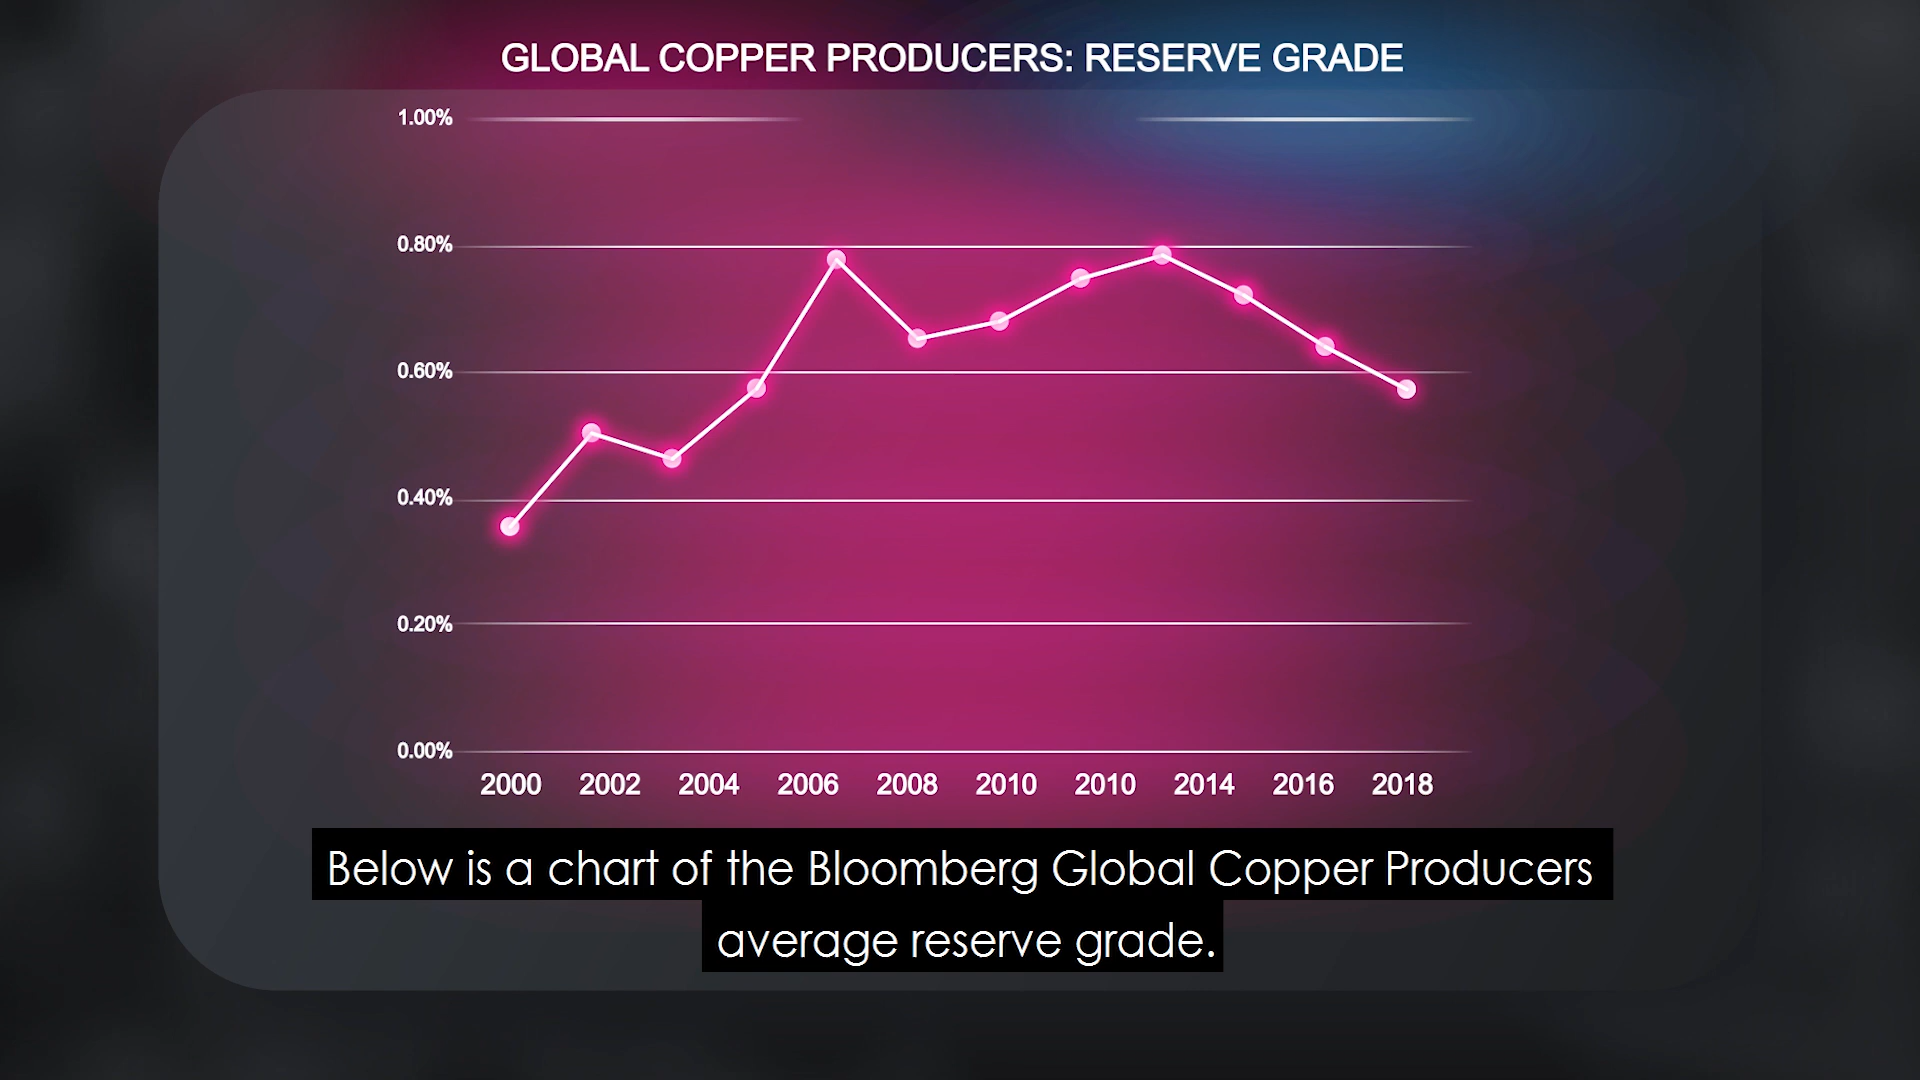 GLOBAL COPPER PRODUCERS: RESERVE GRADE
1.00%
0.80%
0.60%
0.40%
0.20%
0.00%
2000 2002 2004 2006 2008 2010 2010 2014 2016 2018
Below is a chart of the Bloomberg Global Copper Producers
average reserve grade.